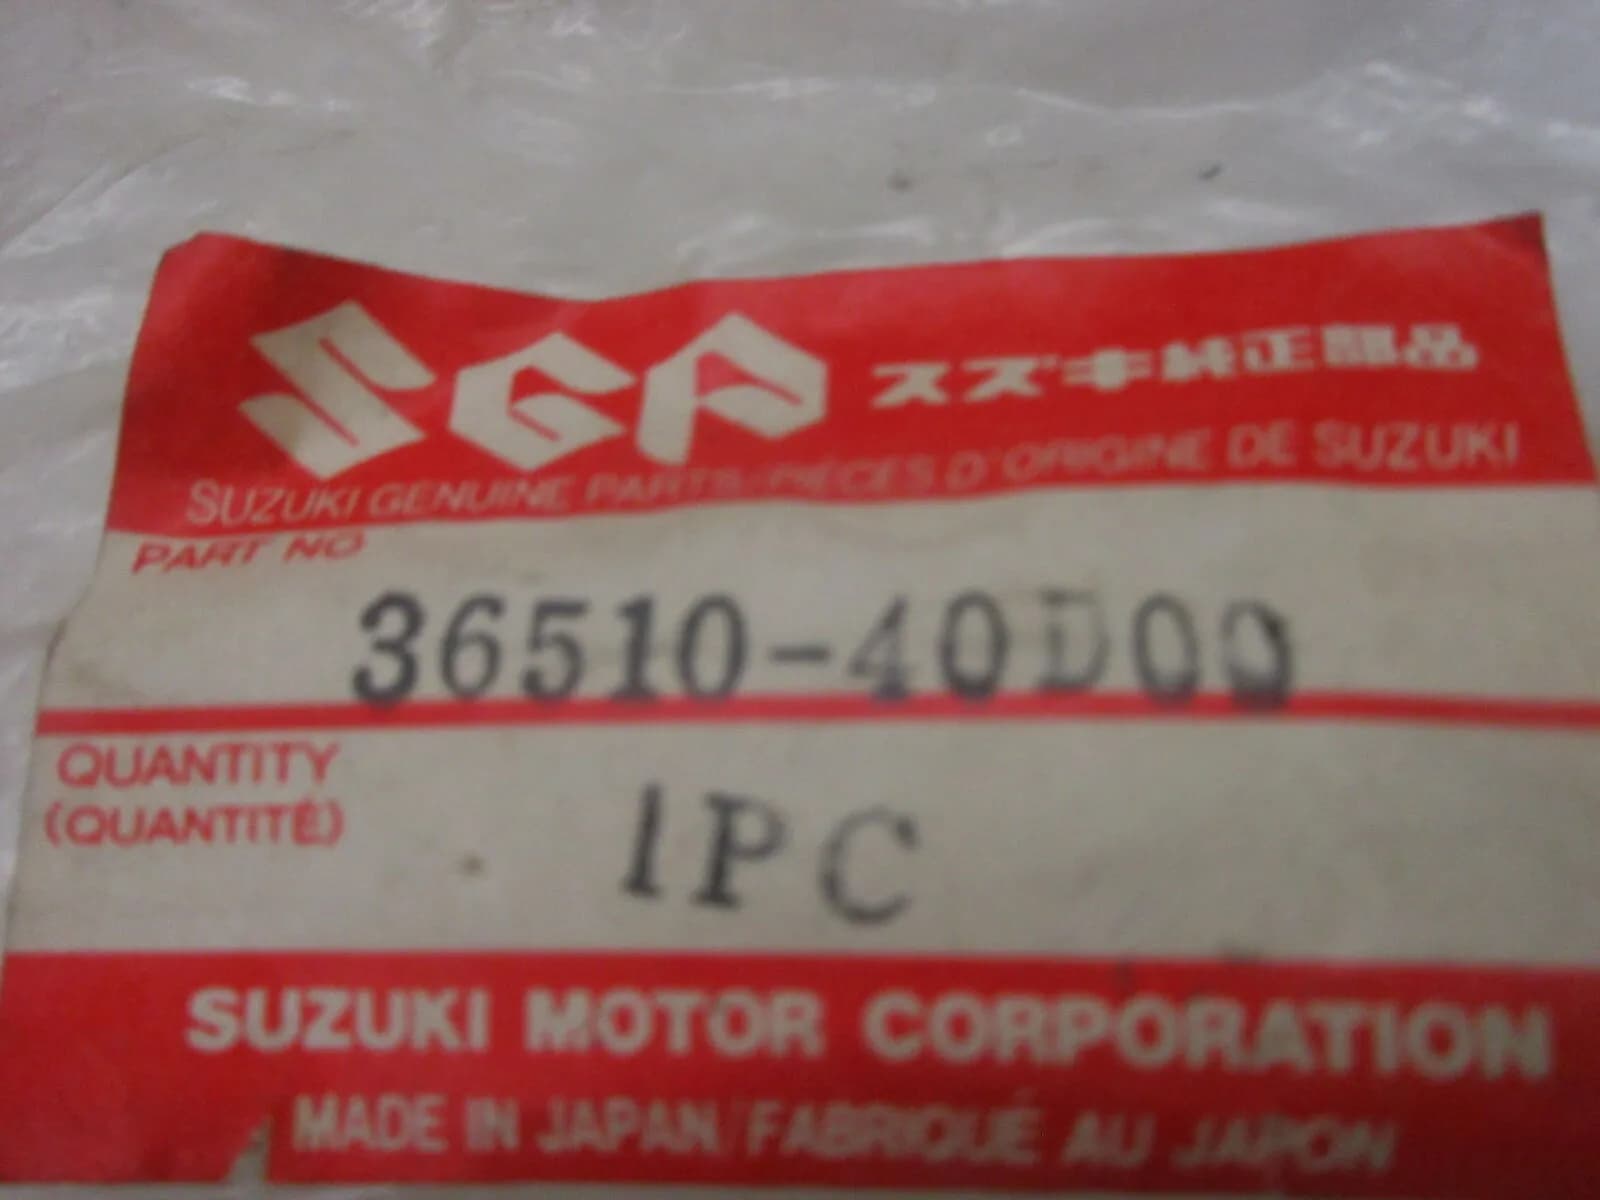 SGP スズキ純正部品
SUZUKI GENUINE PARTS/PIÈCES D'ORIGINE DE SUZUKI
PART NO
36510-40D00
QUANTITY
(QUANTITÉ)
1PC
SUZUKI MOTOR CORPORATION
MADE IN JAPAN/FABRIQUÉ AU JAPON